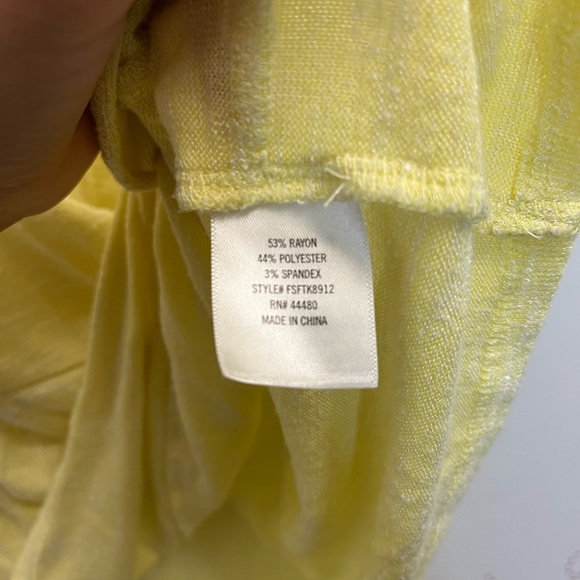 53% RAYON
44% POLYESTER
3% SPANDEX
STYLE# FSFTK8912
RN# 44480
MADE IN CHINA